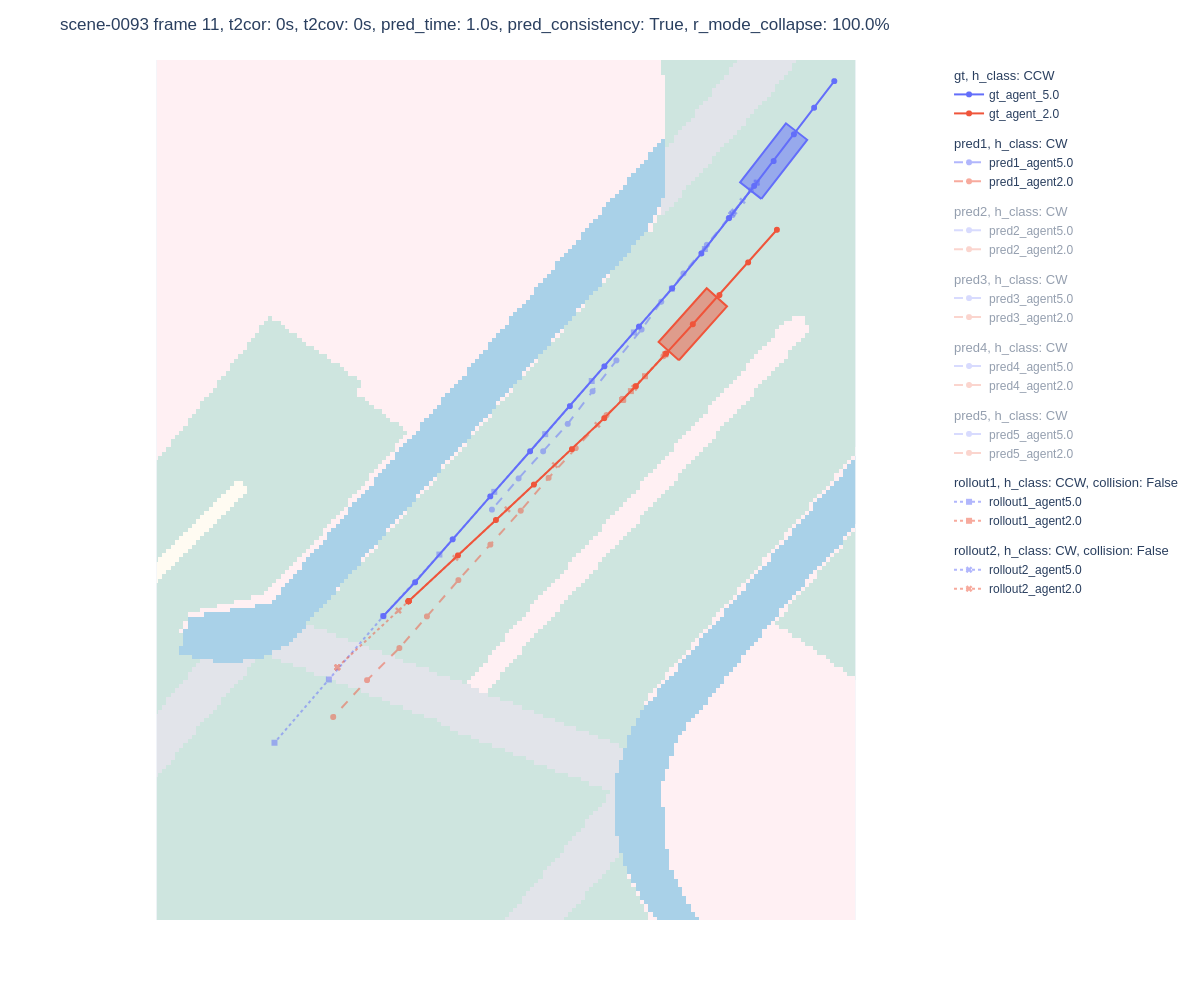 scene-0093 frame 11, t2cor: 0s, t2cov: 0s, pred_time: 1.0s, pred_consistency: True, r_mode_collapse: 100.0%
gt, h_class: CCW
gt_agent_5.0
gt_agent_2.0
pred1, h_class: CW
pred1_agent5.0
pred1_agent2.0
pred2, h_class: CW
pred2_agent5.0
pred2_agent2.0
pred3, h_class: CW
pred3_agent5.0
pred3_agent2.0
pred4, h_class: CW
pred4_agent5.0
pred4_agent2.0
pred5, h_class: CW
pred5_agent5.0
pred5_agent2.0
rollout1, h_class: CCW, collision: False
rollout1_agent5.0
rollout1_agent2.0
rollout2, h_class: CW, collision: False
rollout2_agent5.0
rollout2_agent2.0